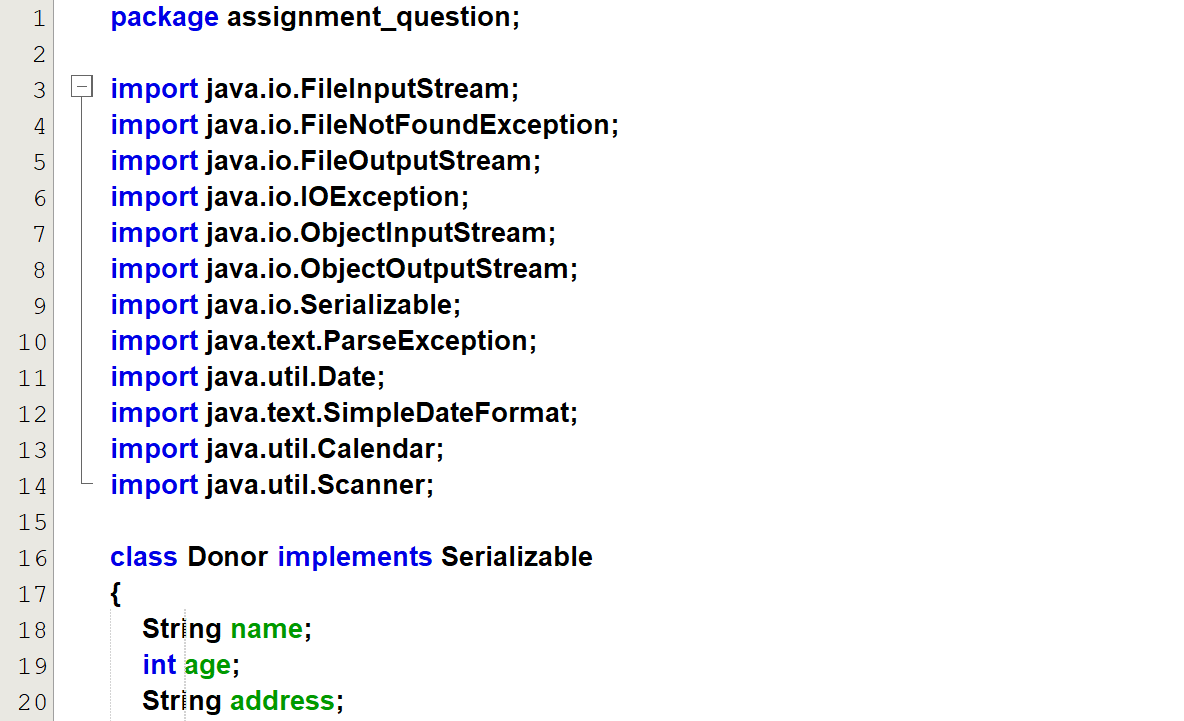 1 package assignment_question;
2
3 import java.io.FileInputStream;
4 import java.io.FileNotFoundException;
5 import java.io.FileOutputStream;
6 import java.io.IOException;
7 import java.io.ObjectInputStream;
8 import java.io.ObjectOutputStream;
9 import java.io.Serializable;
10 import java.text.ParseException;
11 import java.util.Date;
12 import java.text.SimpleDateFormat;
13 import java.util.Calendar;
14 import java.util.Scanner;
15
16 class Donor implements Serializable
17 {
18 String name;
19 int age;
20 String address;